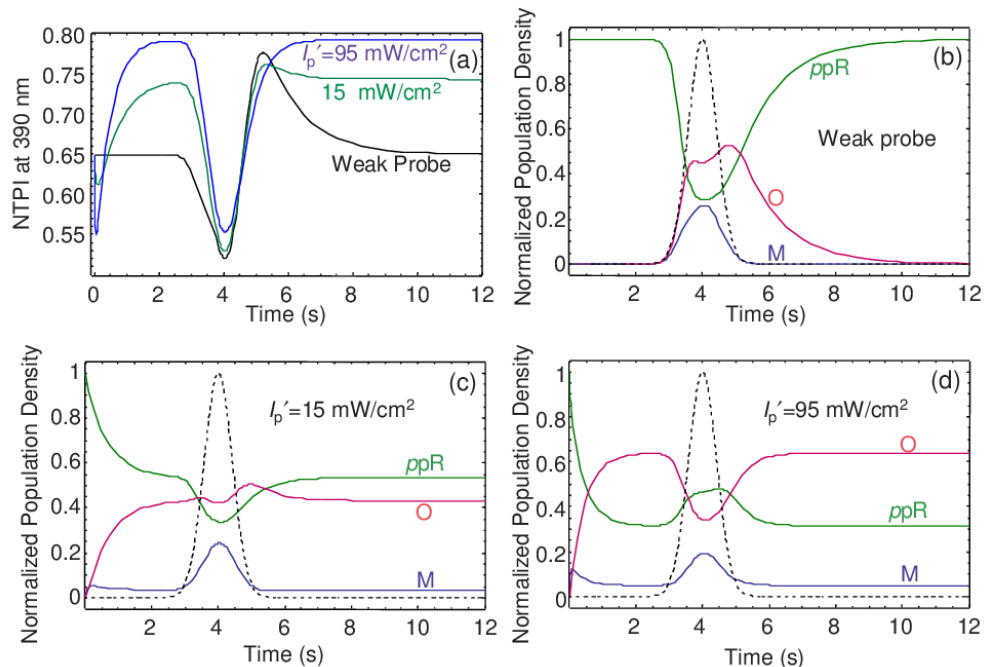 (a)
NTPI at 390 nm
0.80
0.75
0.70
0.65
0.60
0.55
Iₚ′=95 mW/cm²
15 mW/cm²
Weak Probe
0 2 4 6 8 10 12
Time (s)
(b)
Normalized Population Density
1
0.8
0.6
0.4
0.2
0
ppR
Weak probe
O
M
0 2 4 6 8 10 12
Time (s)
(c)
Normalized Population Density
1
0.8
0.6
0.4
0.2
0
Iₚ′=15 mW/cm²
ppR
O
M
2 4 6 8 10 12
Time (s)
(d)
Normalized Population Density
1
0.8
0.6
0.4
0.2
0
Iₚ′=95 mW/cm²
O
ppR
M
2 4 6 8 10 12
Time (s)